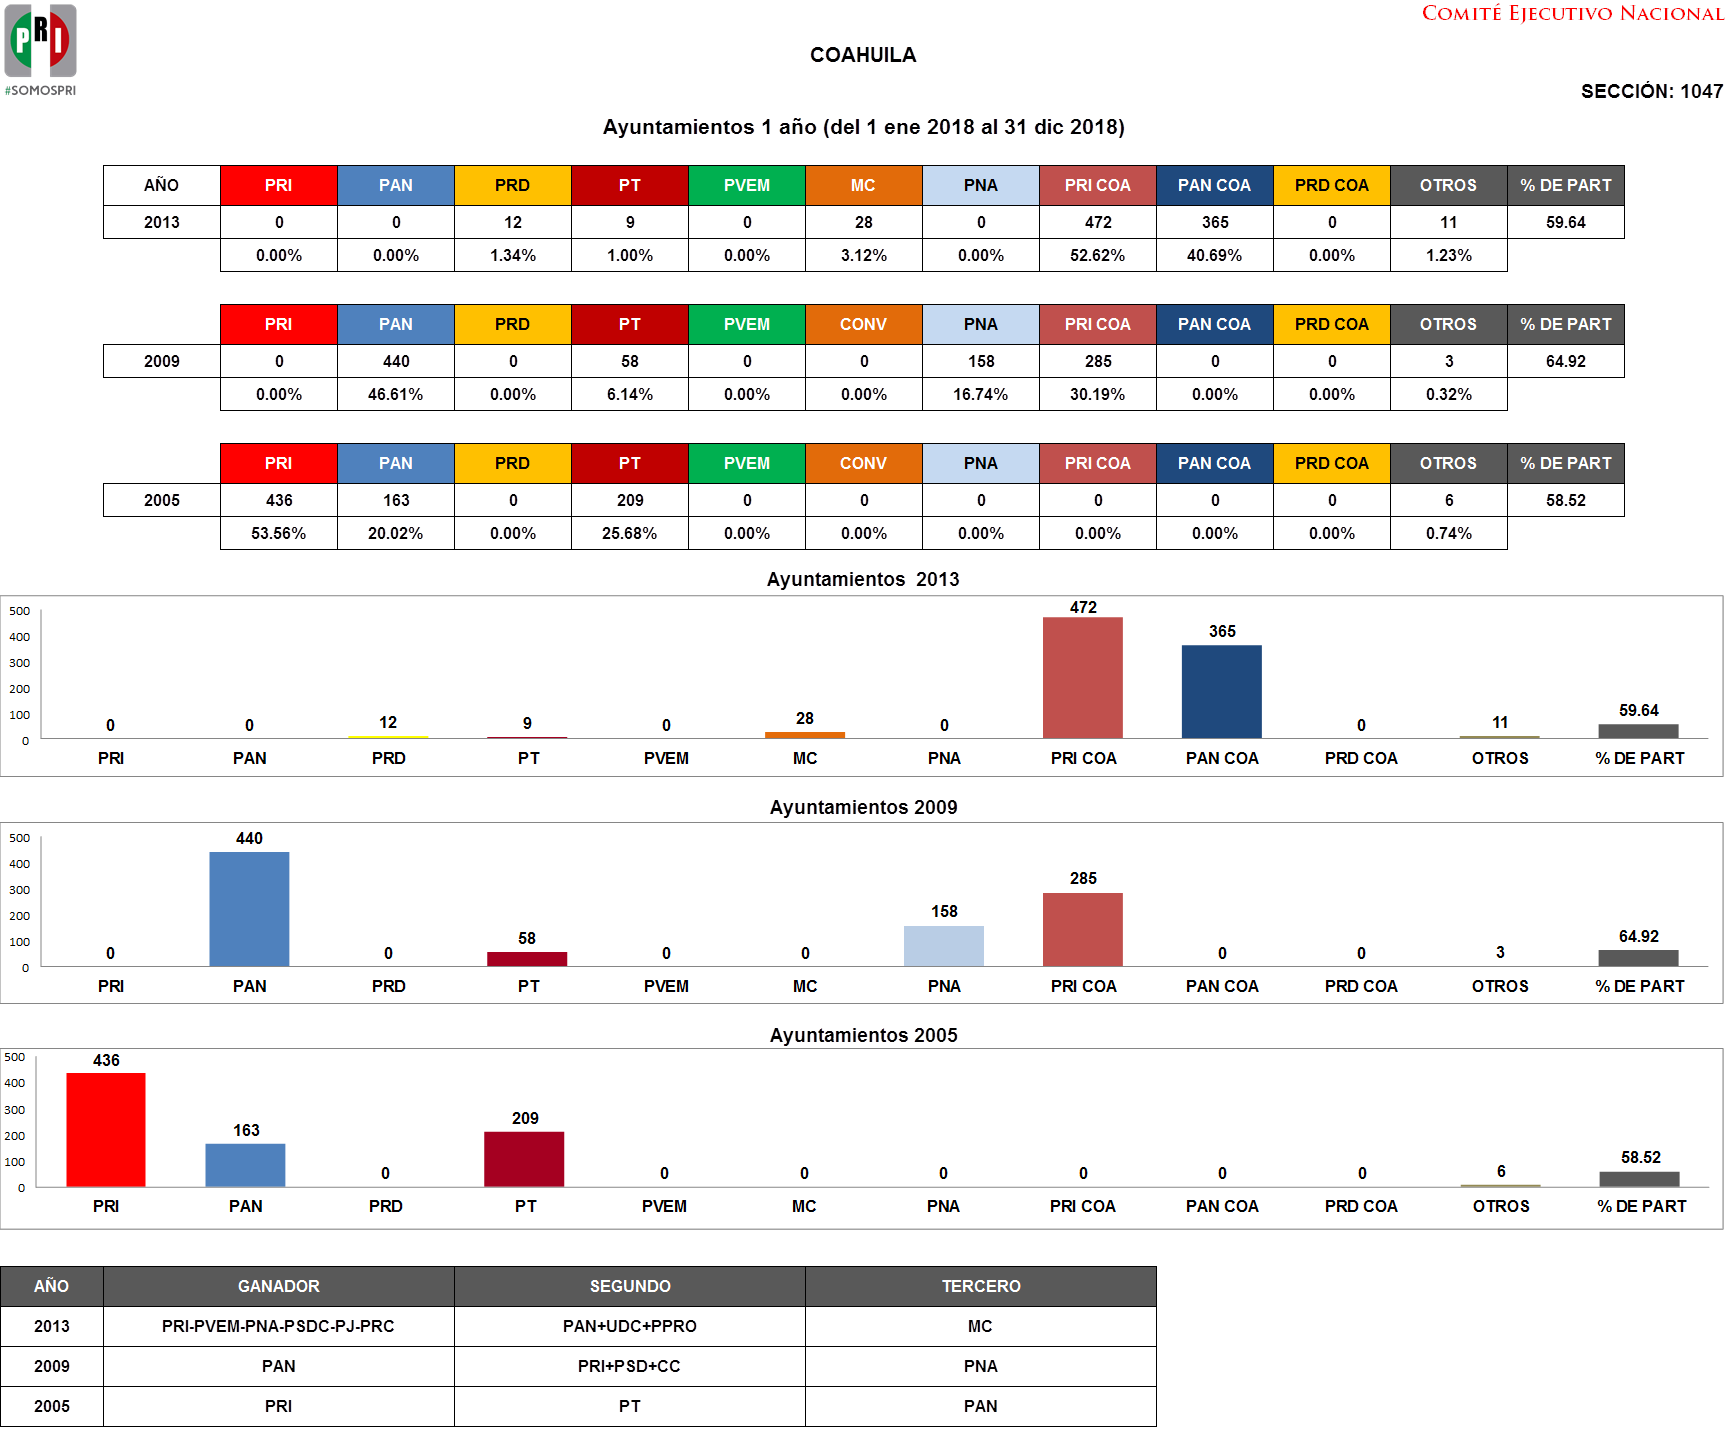 COMITÉ EJECUTIVO NACIONAL
PRI
#SOMOSPRI
COAHUILA
SECCIÓN: 1047
Ayuntamientos 1 año (del 1 ene 2018 al 31 dic 2018)
AÑO PRI PAN PRD PT PVEM MC PNA PRI COA PAN COA PRD COA OTROS % DE PART
2013 0 0 12 9 0 28 0 472 365 0 11 59.64
0.00% 0.00% 1.34% 1.00% 0.00% 3.12% 0.00% 52.62% 40.69% 0.00% 1.23%
PRI PAN PRD PT PVEM CONV PNA PRI COA PAN COA PRD COA OTROS % DE PART
2009 0 440 0 58 0 0 158 285 0 0 3 64.92
0.00% 46.61% 0.00% 6.14% 0.00% 0.00% 16.74% 30.19% 0.00% 0.00% 0.32%
PRI PAN PRD PT PVEM CONV PNA PRI COA PAN COA PRD COA OTROS % DE PART
2005 436 163 0 209 0 0 0 0 0 0 6 58.52
53.56% 20.02% 0.00% 25.68% 0.00% 0.00% 0.00% 0.00% 0.00% 0.00% 0.74%
Ayuntamientos  2013
500
400
300
200
100
0
0 0 12 9 0 28 0 472 365 0 11 59.64
PRI PAN PRD PT PVEM MC PNA PRI COA PAN COA PRD COA OTROS % DE PART
Ayuntamientos 2009
500
400
300
200
100
0
0 440 0 58 0 0 158 285 0 0 3 64.92
PRI PAN PRD PT PVEM MC PNA PRI COA PAN COA PRD COA OTROS % DE PART
Ayuntamientos 2005
500
400
300
200
100
0
436 163 0 209 0 0 0 0 0 0 6 58.52
PRI PAN PRD PT PVEM MC PNA PRI COA PAN COA PRD COA OTROS % DE PART
AÑO GANADOR SEGUNDO TERCERO
2013 PRI-PVEM-PNA-PSDC-PJ-PRC PAN+UDC+PPRO MC
2009 PAN PRI+PSD+CC PNA
2005 PRI PT PAN